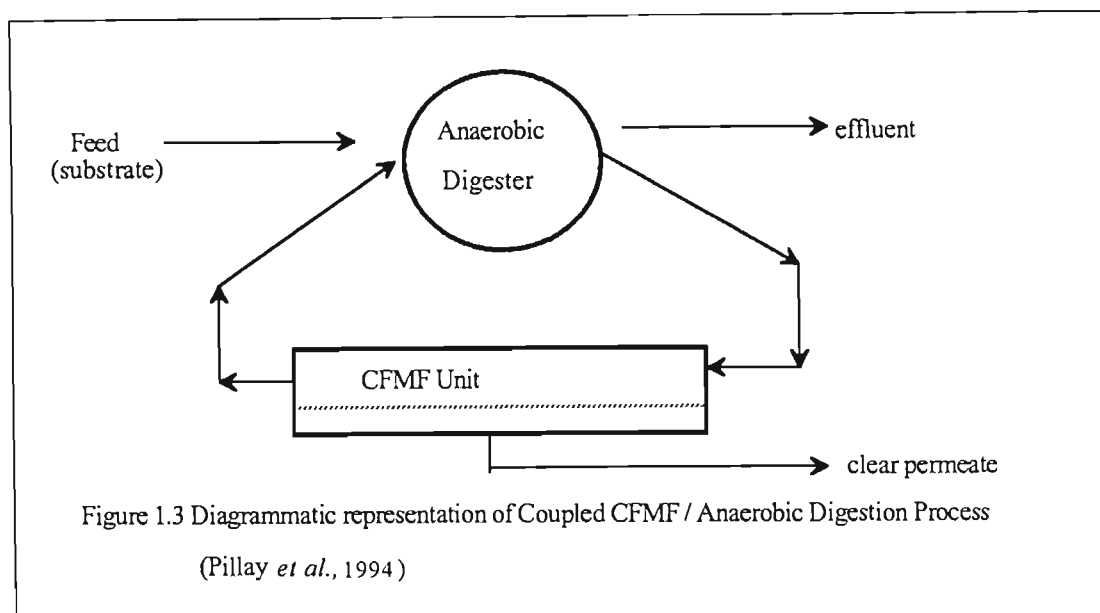 Feed
(substrate)
Anaerobic
Digester
effluent
CFMF Unit
clear permeate
Figure 1.3 Diagrammatic representation of Coupled CFMF / Anaerobic Digestion Process
(Pillay et al., 1994)